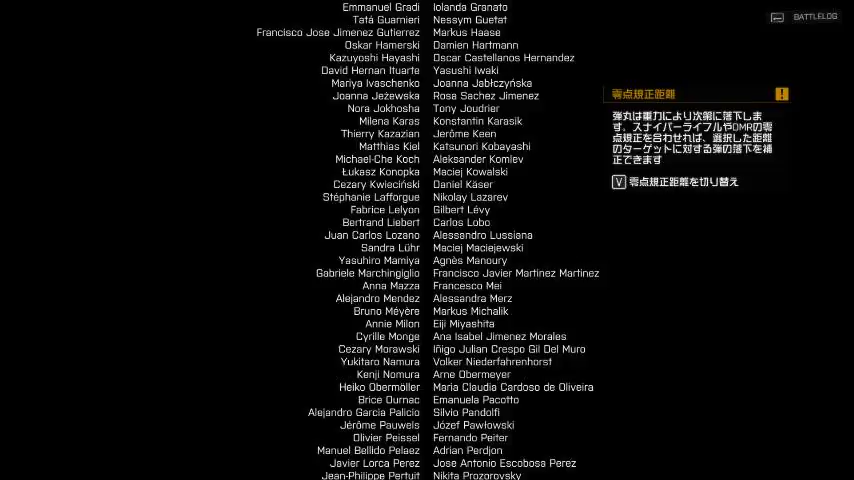 Emmanuel Gradi Iolanda Granato
Tatá Guarnieri Nessym Guetat
Francisco Jose Jimenez Gutierrez Markus Haase
Oskar Hamerski Damien Hartmann
Kazuyoshi Hayashi Oscar Castellanos Hernandez
David Hernan Ituarte Yasushi Iwaki
Mariya Ivaschenko Joanna Jabłczyńska
Joanna Jeżewska Rosa Sachez Jimenez
Nora Jokhosha Tony Joudrier
Milena Karas Konstantin Karasik
Thierry Kazazian Jerôme Keen
Matthias Kiel Katsunori Kobayashi
Michael-Che Koch Aleksander Komlev
Łukasz Konopka Maciej Kowalski
Cezary Kwieciński Daniel Käser
Stéphanie Lafforgue Nikolay Lazarev
Fabrice Lelyon Gilbert Lévy
Bertrand Liebert Carlos Lobo
Juan Carlos Lozano Alessandro Lussiana
Sandra Lühr Maciej Maciejewski
Yasuhiro Mamiya Agnès Manoury
Gabriele Marchingiglio Francisco Javier Martinez Martinez
Anna Mazza Francesco Mei
Alejandro Mendez Alessandra Merz
Bruno Méyère Markus Michalik
Annie Milon Eiji Miyashita
Cyrille Monge Ana Isabel Jimenez Morales
Cezary Morawski Iñigo Julian Crespo Gil Del Muro
Yukitaro Namura Volker Niederfahrenhorst
Kenji Nomura Arne Obermeyer
Heiko Obermöller Maria Claudia Cardoso de Oliveira
Brice Ournac Emanuela Pacotto
Alejandro Garcia Palicio Silvio Pandolfi
Jérôme Pauwels Józef Pawłowski
Olivier Peissel Fernando Peiter
Manuel Bellido Pelaez Adrian Perdjon
Javier Lorca Perez Jose Antonio Escobosa Perez
Jean-Philippe Pertuit Nikita Prozorovsky
BATTLELOG
零点規正距離
弾丸は重力により次第に落下しま
す。スナイパーライフルやDMRの零
点規正を合わせれば、選択した距離
のターゲットに対する弾の落下を補
正できます
V 零点規正距離を切り替え